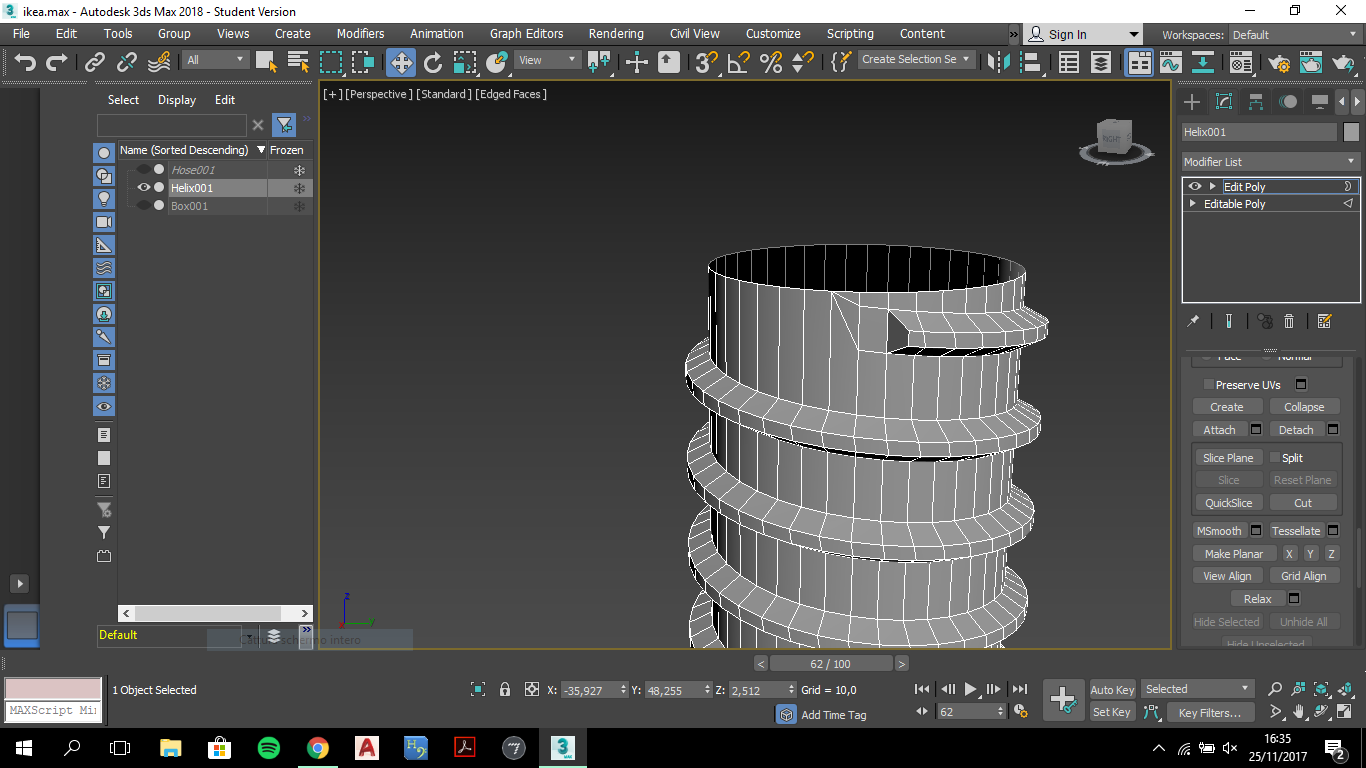 ikea.max - Autodesk 3ds Max 2018 - Student Version
File Edit Tools Group Views Create Modifiers Animation Graph Editors Rendering Civil View Customize Scripting Content » Sign In Workspaces: Default
All View Create Selection Se
Select Display Edit
[+] [Perspective ] [Standard ] [Edged Faces ]
Name (Sorted Descending) Frozen
Hose001
Helix001
Box001
RIGHT
Helix001
Modifier List
Edit Poly
Editable Poly
Preserve UVs
Create Collapse
Attach Detach
Slice Plane Split
Slice Reset Plane
QuickSlice Cut
MSmooth Tessellate
Make Planar X Y Z
View Align Grid Align
Relax
Hide Selected Unhide All
Hide Unselected
z
y
Default
schermo intero
< 62 / 100 >
1 Object Selected
X: -35,927 Y: 48,255 Z: 2,512 Grid = 10,0
Auto Key Selected
MAXScript Mi
Add Time Tag
62
Set Key Key Filters...
16:35
25/11/2017
2